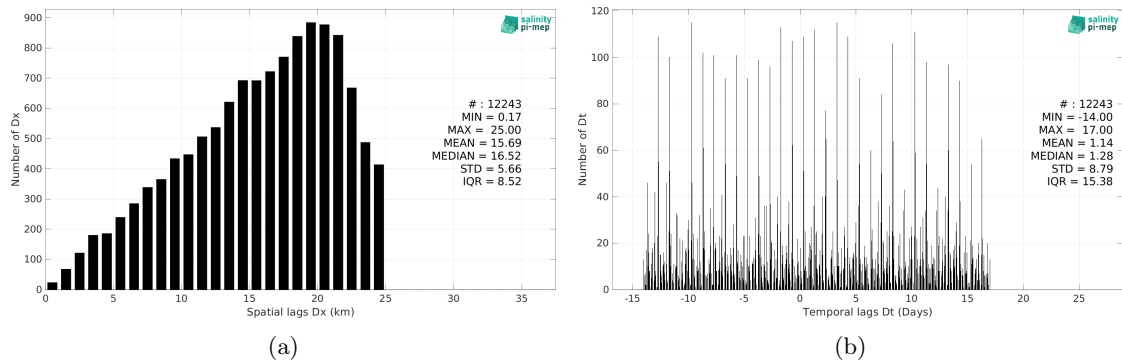 900
800
700
600
500
400
300
200
100
0
Number of Dx
0 5 10 15 20 25 30 35
Spatial lags Dx (km)
salinity
pi-mep
# : 12243
MIN = 0.17
MAX = 25.00
MEAN = 15.69
MEDIAN = 16.52
STD = 5.66
IQR = 8.52
(a)
120
100
80
60
40
20
0
Number of Dt
-15 -10 -5 0 5 10 15 20 25
Temporal lags Dt (Days)
salinity
pi-mep
# : 12243
MIN = -14.00
MAX = 17.00
MEAN = 1.14
MEDIAN = 1.28
STD = 8.79
IQR = 15.38
(b)